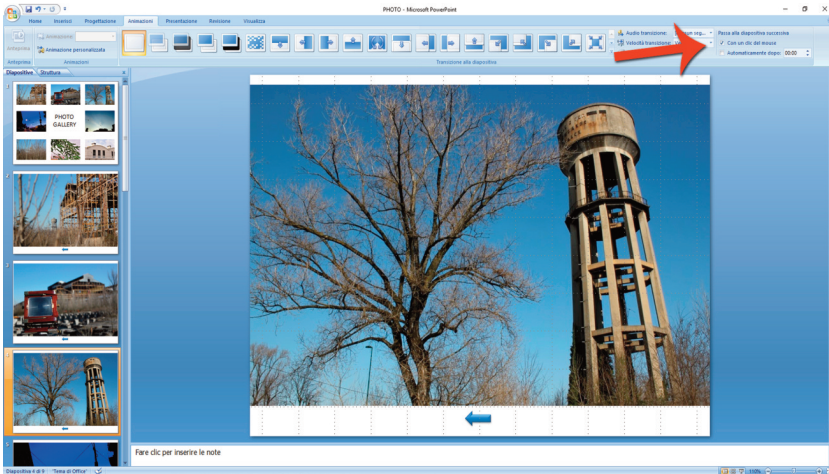 PHOTO - Microsoft PowerPoint
Home Inserisci Progettazione Animazioni Presentazione Revisione Visualizza
Anteprima
Animazione:
Animazione personalizzata
Audio transizione:
Velocità transizione:
Passa alla diapositiva successiva
Con un clic del mouse
Automaticamente dopo: 00:00
Anteprima Animazioni Transizione alla diapositiva
Diapositive Struttura
PHOTO
GALLERY
Fare clic per inserire le note
Diapositiva 4 di 9 "Tema di Office" 110%